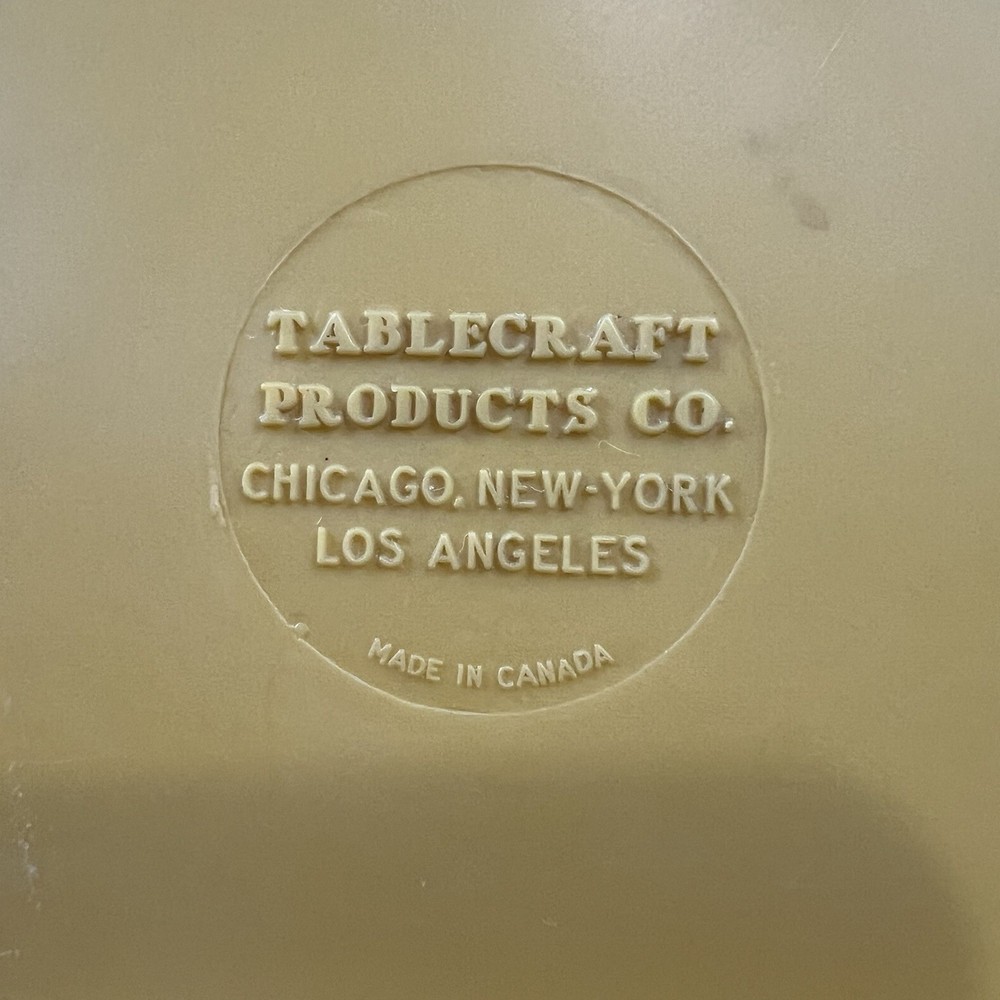 TABLECRAFT
PRODUCTS CO.
CHICAGO, NEW-YORK
LOS ANGELES
MADE IN CANADA